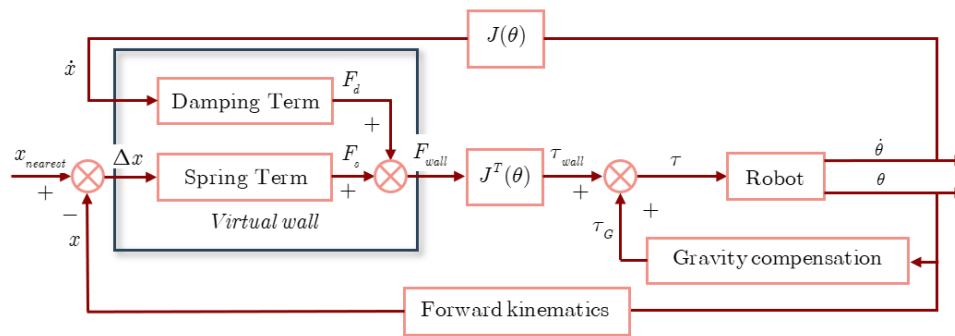 J(θ)
ẋ
Damping Term
F_d
+
x_nearest
Δx
F_s
F_wall
τ_wall
τ
θ̇
Spring Term
J^T(θ)
Robot
θ
+
+
+
+
−
Virtual wall
x
τ_G
Gravity compensation
Forward kinematics